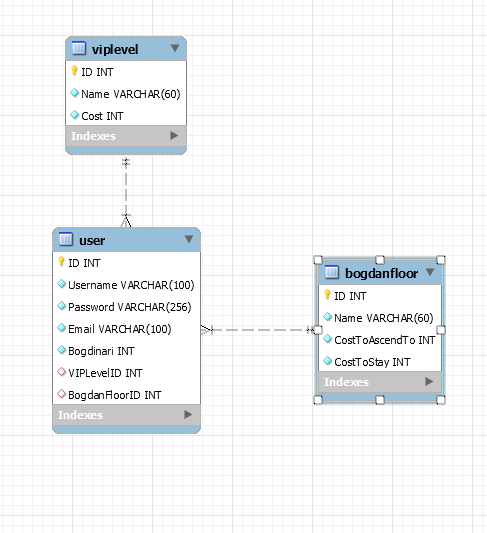 viplevel
ID INT
Name VARCHAR(60)
Cost INT
Indexes
user
ID INT
Username VARCHAR(100)
Password VARCHAR(256)
Email VARCHAR(100)
Bogdinari INT
VIPLevelID INT
BogdanFloorID INT
Indexes
bogdanfloor
ID INT
Name VARCHAR(60)
CostToAscendTo INT
CostToStay INT
Indexes